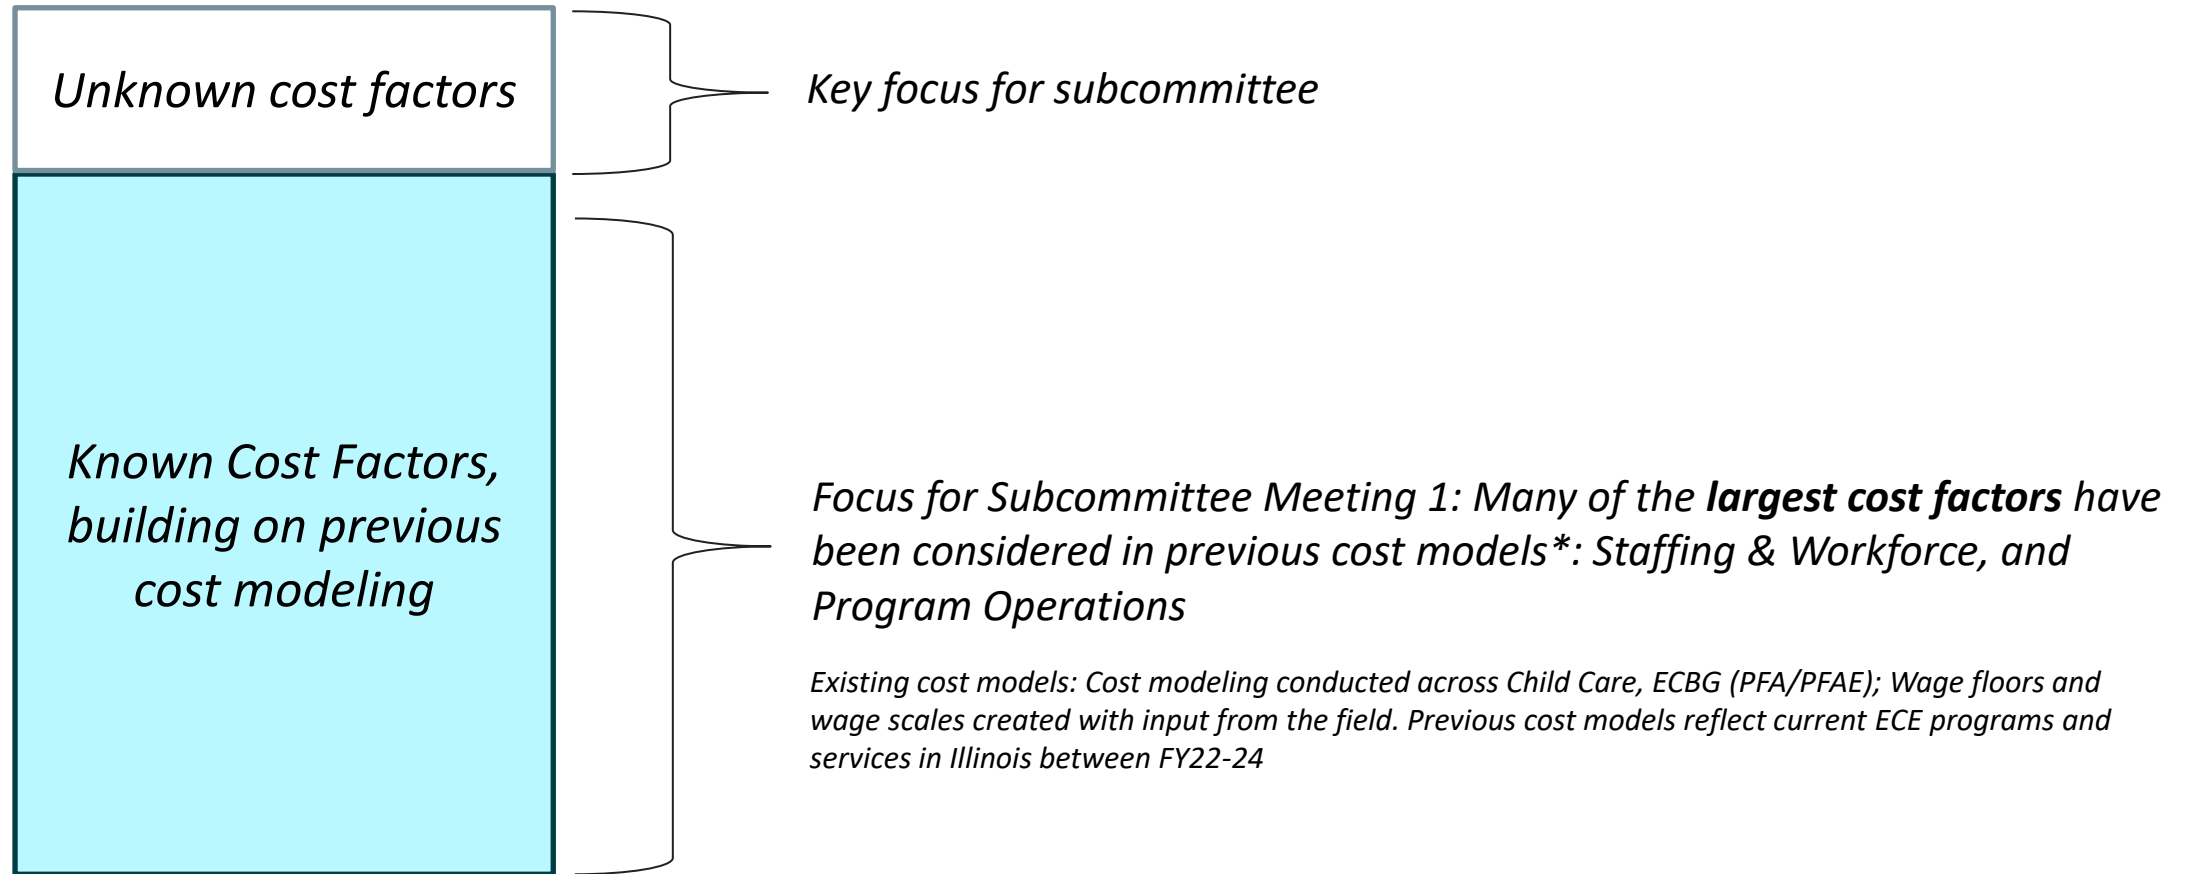 Unknown cost factors
Key focus for subcommittee
Known Cost Factors,
building on previous
cost modeling
Focus for Subcommittee Meeting 1: Many of the largest cost factors have
been considered in previous cost models*: Staffing & Workforce, and
Program Operations
Existing cost models: Cost modeling conducted across Child Care, ECBG (PFA/PFAE); Wage floors and
wage scales created with input from the field. Previous cost models reflect current ECE programs and
services in Illinois between FY22-24